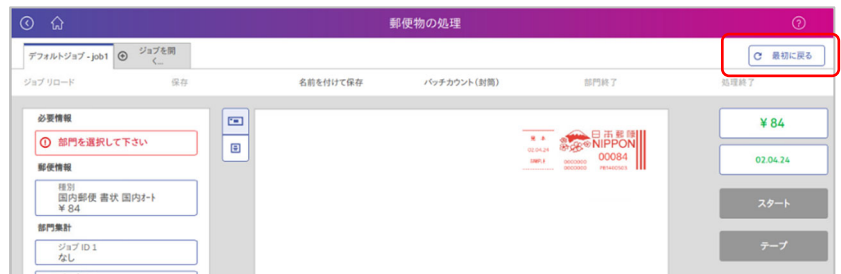 郵便物の処理
デフォルトジョブ - job1
ジョブを開
く...
最初に戻る
ジョブ リロード
保存
名前を付けて保存
バッチカウント(封筒)
部門終了
処理終了
必要情報
部門を選択して下さい
郵便情報
種別
国内郵便 書状 国内ｵｰﾄ
¥ 84
部門集計
ジョブ ID 1
なし
日本郵便
NIPPON
02.04.24
00084
¥ 84
02.04.24
スタート
テープ